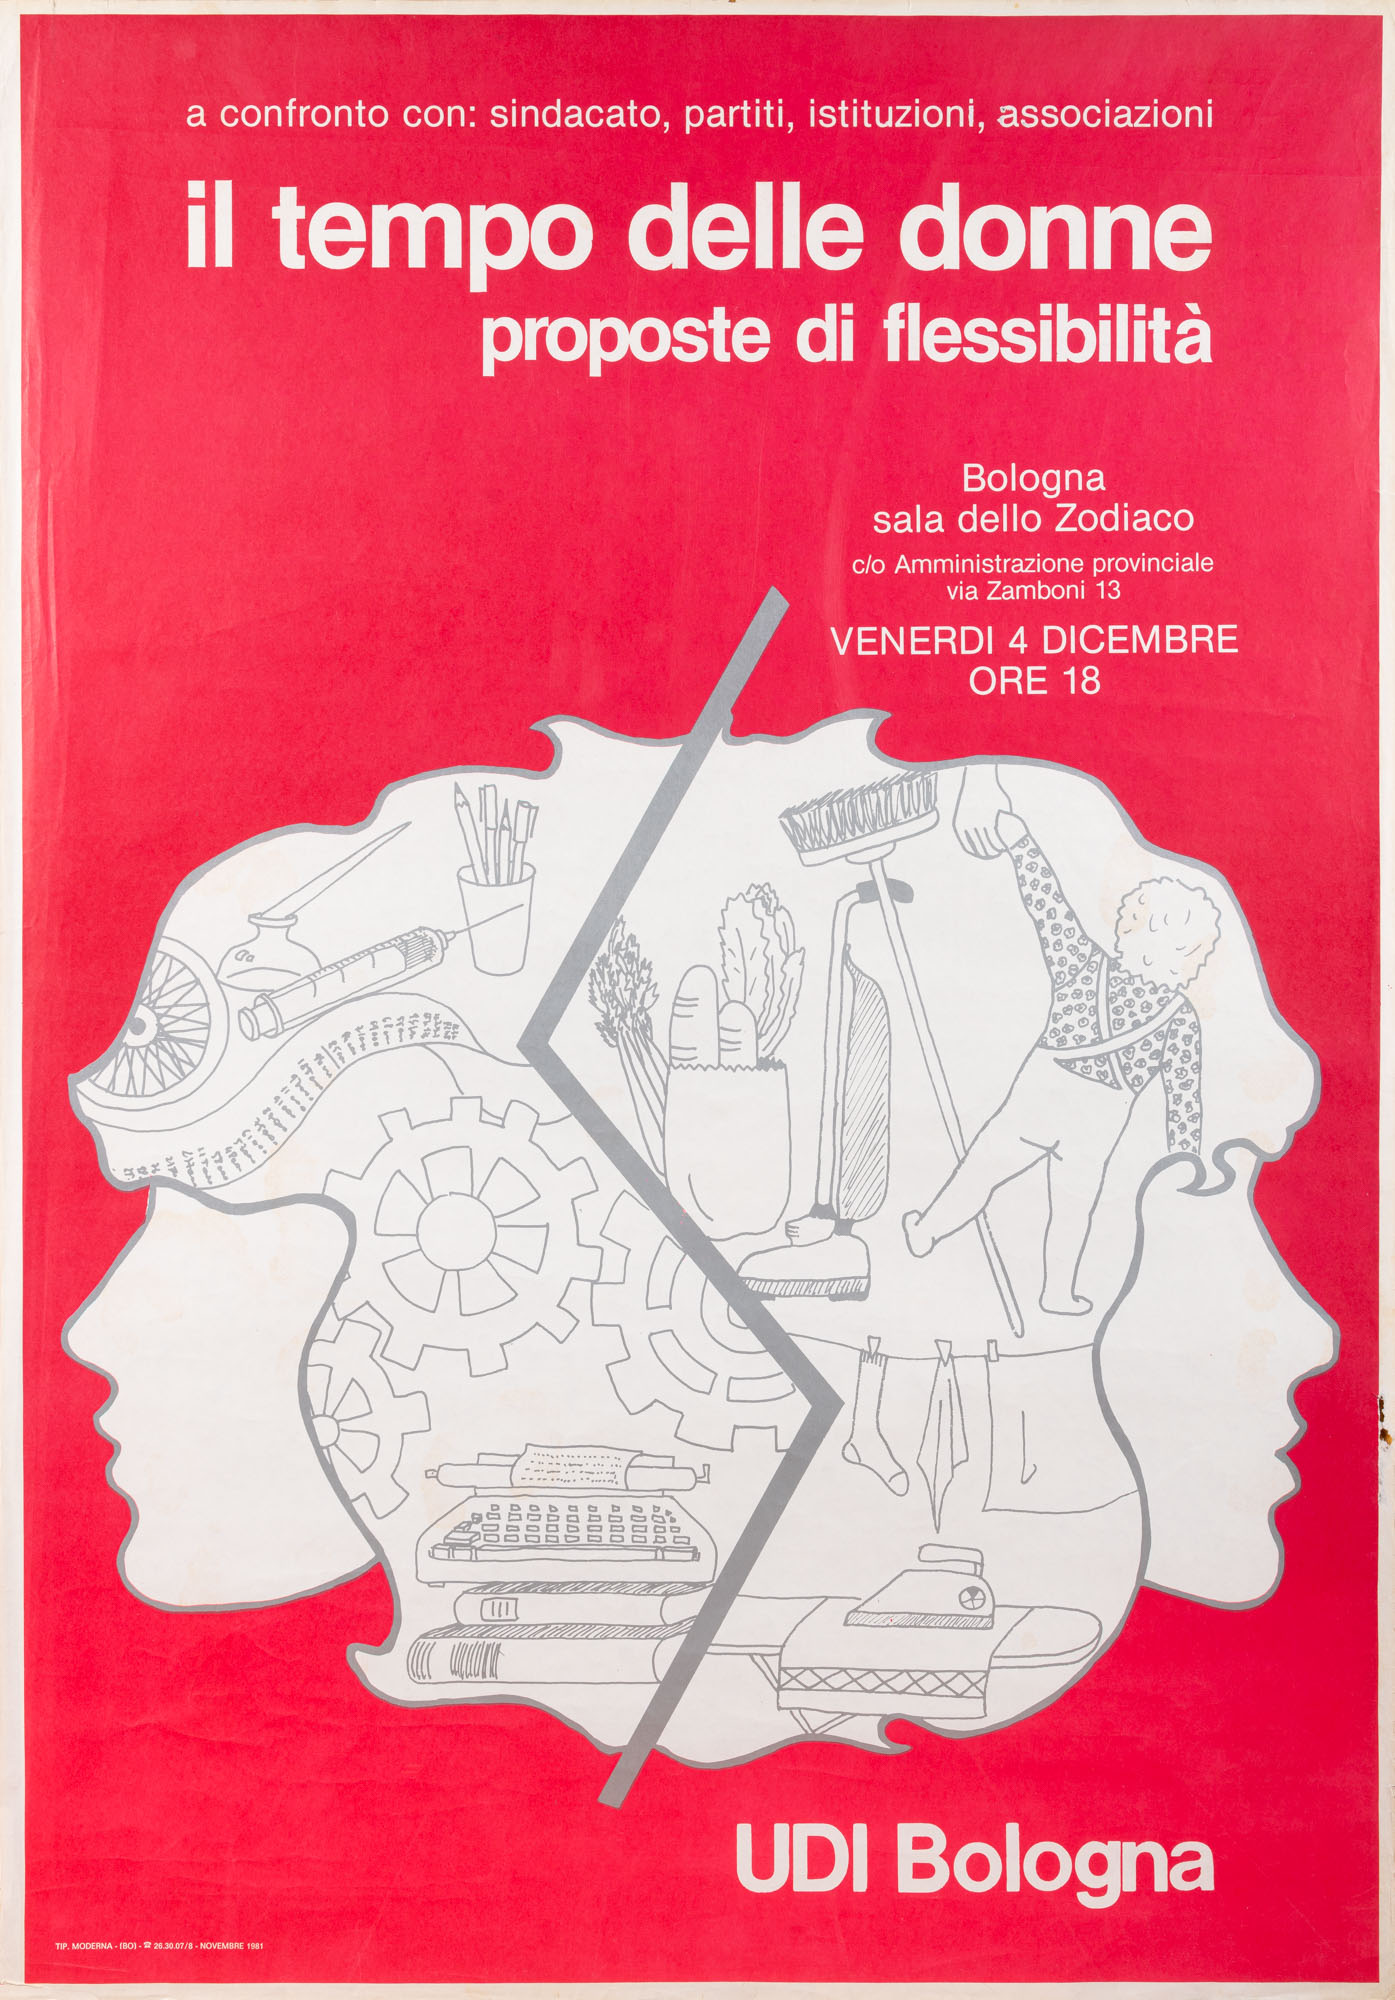 a confronto con: sindacato, partiti, istituzioni, associazioni
il tempo delle donne
proposte di flessibilità
Bologna
sala dello Zodiaco
c/o Amministrazione provinciale
via Zamboni 13
VENERDI 4 DICEMBRE
ORE 18
UDI Bologna
TIP. MODERNA - (BO) - ☎ 26.30.07/8 - NOVEMBRE 1981